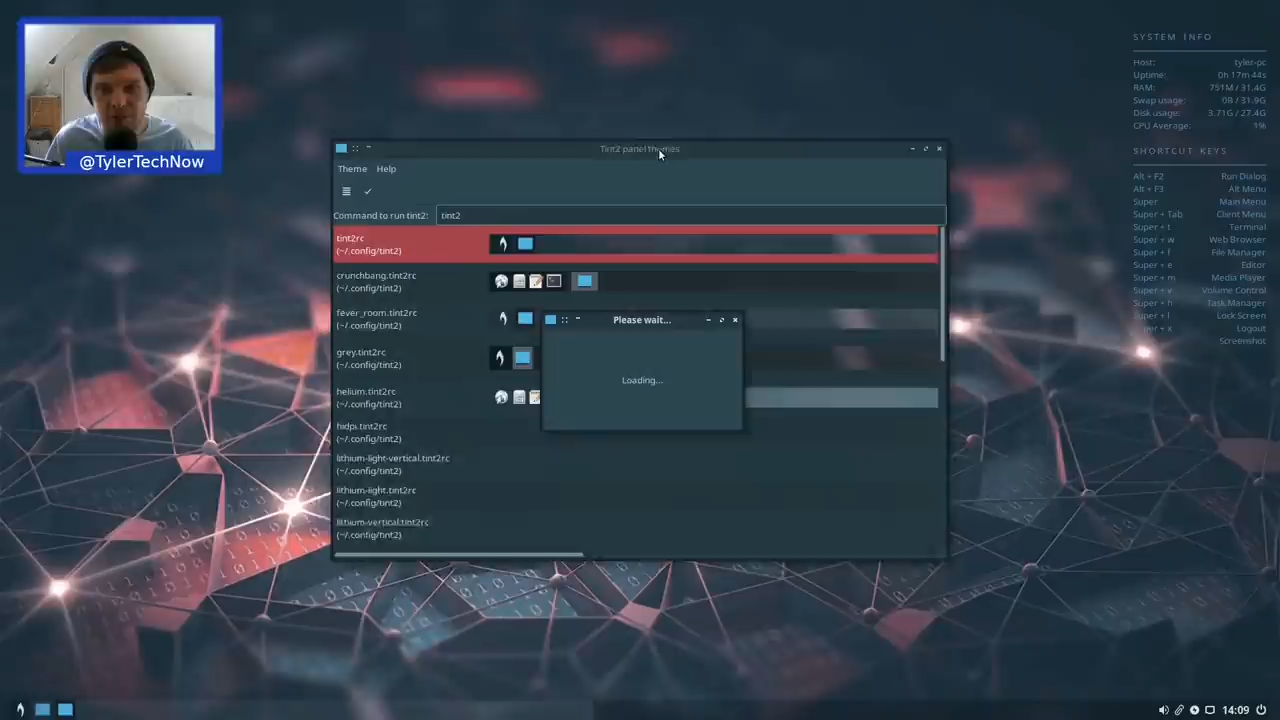 @TylerTechNow
SYSTEM INFO
Host: tyler-pc
Uptime: 0h 17m 44s
RAM: 751M / 31.4G
Swap usage: 0B / 31.9G
Disk usage: 3.71G / 27.4G
CPU Average: 1%
SHORTCUT KEYS
Alt + F2 Run Dialog
Alt + F3 Alt Menu
Super Main Menu
Super + Tab Client Menu
Super + t Terminal
Super + w Web Browser
Super + f File Manager
Super + e Editor
Super + m Media Player
Super + v Volume Control
Super + h Task Manager
Super + l Lock Screen
Super + x Logout
Screenshot
Tint2 panel themes
Theme Help
Command to run tint2: tint2
tint2rc
(~/.config/tint2)
crunchbang.tint2rc
(~/.config/tint2)
fever_room.tint2rc
(~/.config/tint2)
grey.tint2rc
(~/.config/tint2)
helium.tint2rc
(~/.config/tint2)
hidpi.tint2rc
(~/.config/tint2)
lithium-light-vertical.tint2rc
(~/.config/tint2)
lithium-light.tint2rc
(~/.config/tint2)
lithium-vertical.tint2rc
(~/.config/tint2)
Please wait...
Loading...
14:09